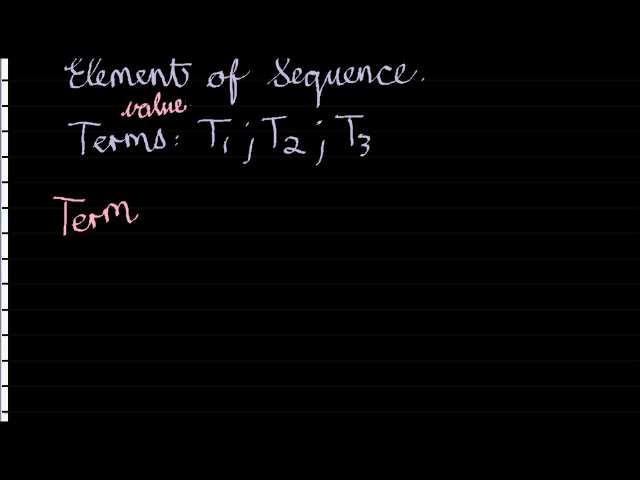 Elements of Sequence.
value
Terms: T₁ ; T₂ ; T₃
Term